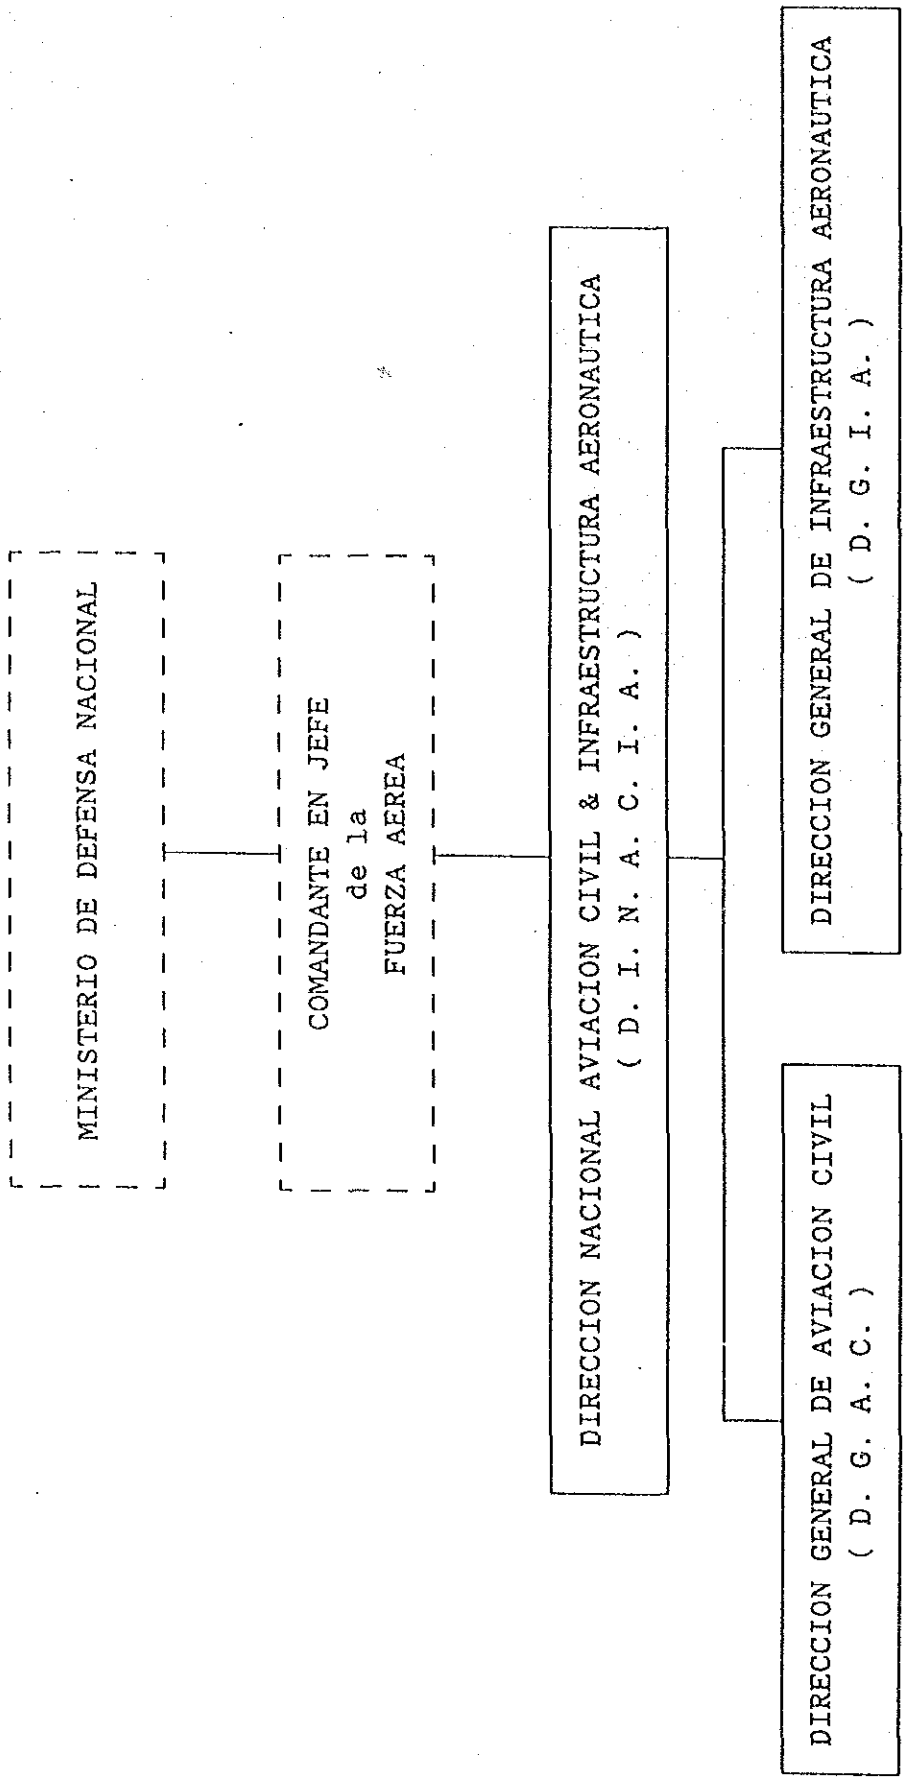 MINISTERIO DE DEFENSA NACIONAL
COMANDANTE EN JEFE
de la
FUERZA AEREA
DIRECCION NACIONAL AVIACION CIVIL & INFRAESTRUCTURA AERONAUTICA
( D. I. N. A. C. I. A. )
DIRECCION GENERAL DE AVIACION CIVIL
( D. G. A. C. )
DIRECCION GENERAL DE INFRAESTRUCTURA AERONAUTICA
( D. G. I. A. )